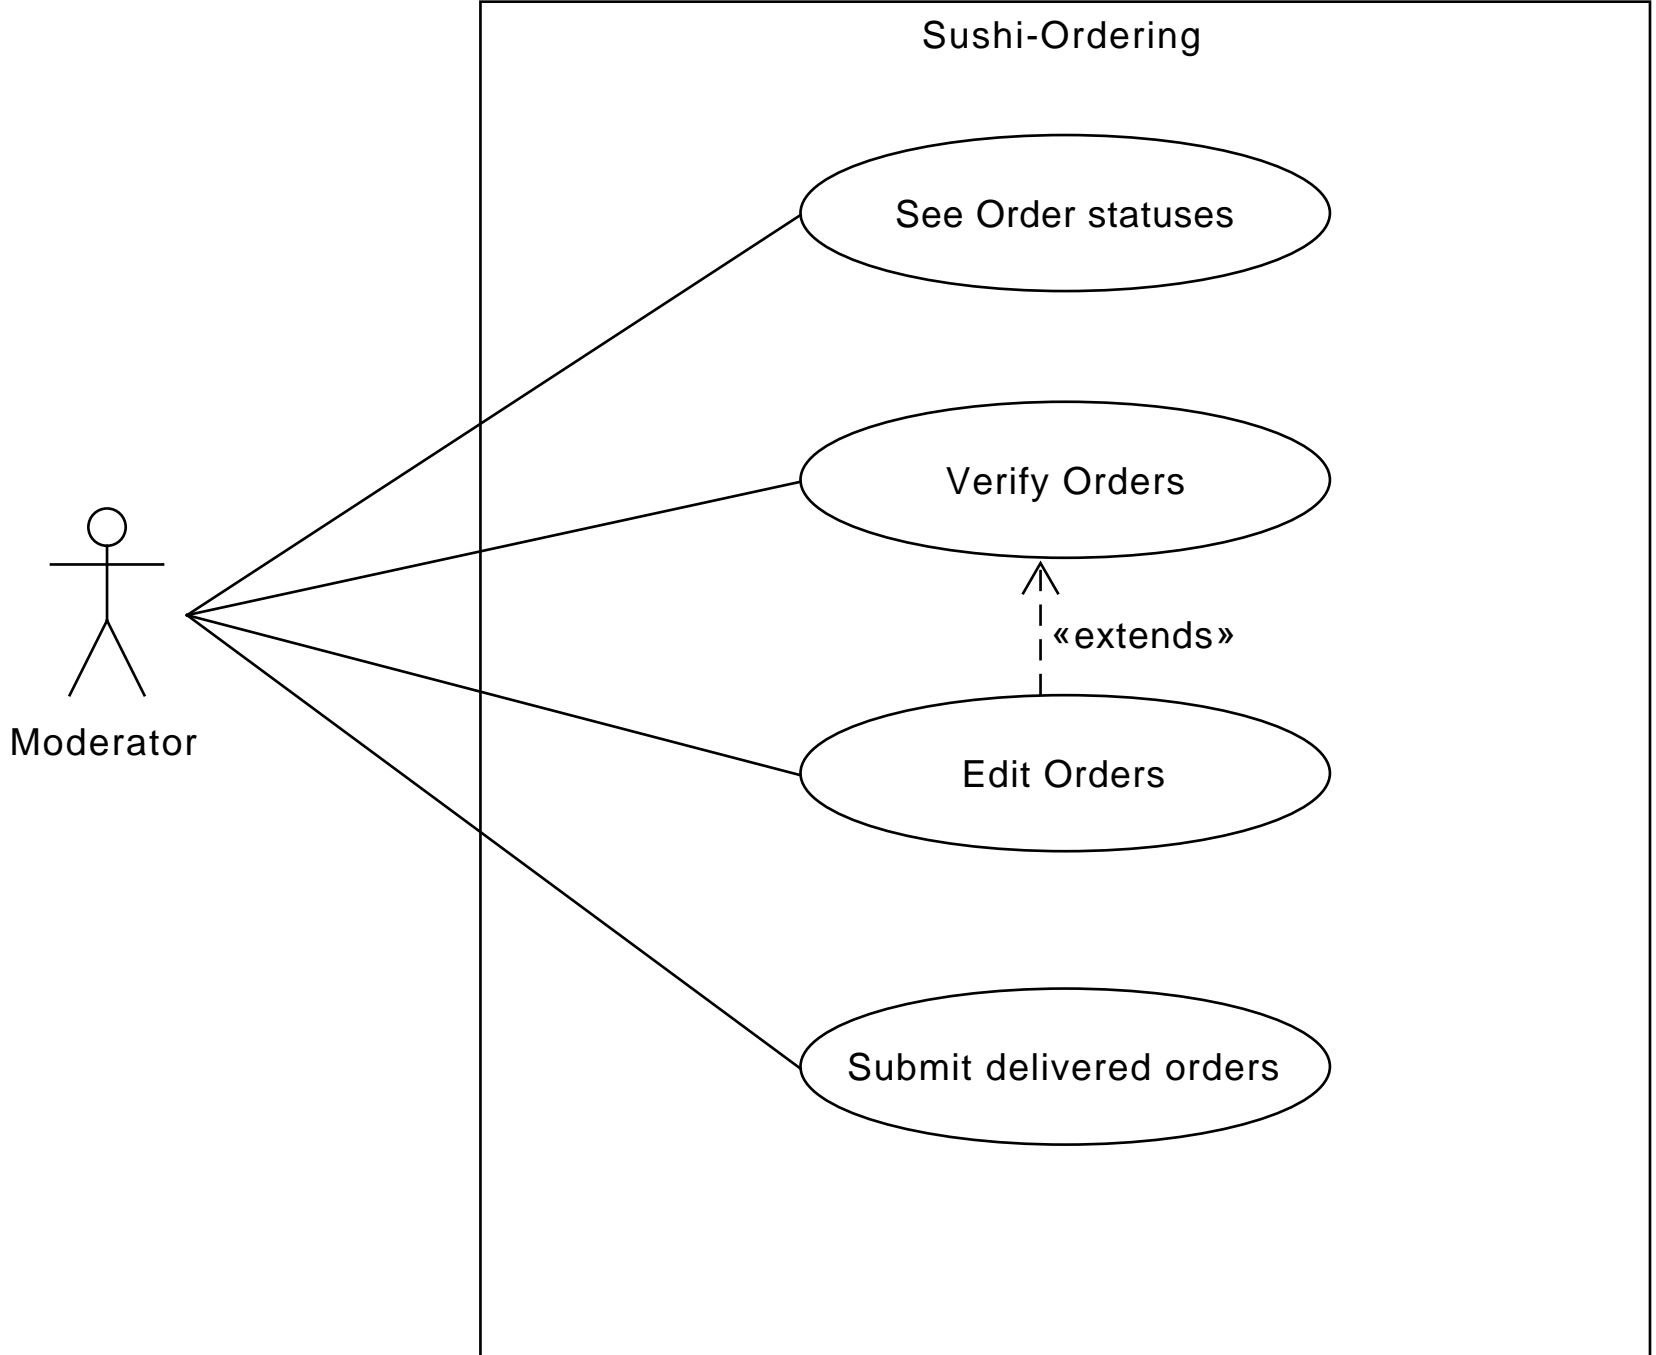 Sushi-Ordering
See Order statuses
Verify Orders
«extends»
Moderator
Edit Orders
Submit delivered orders